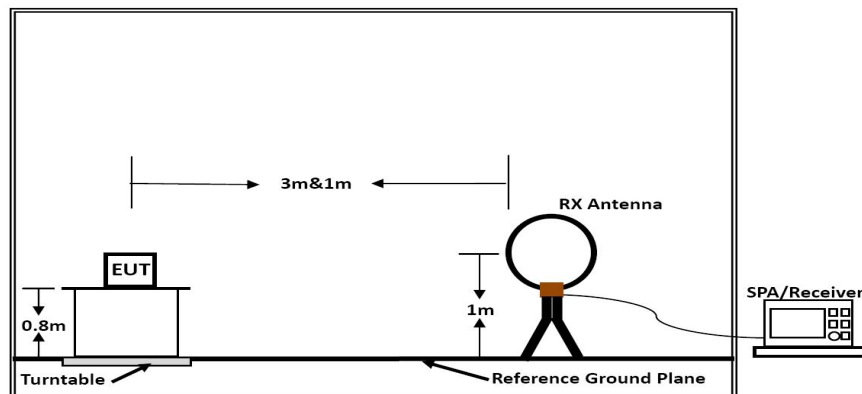 3m&1m
RX Antenna
EUT
SPA/Receiver
0.8m
1m
Turntable
Reference Ground Plane